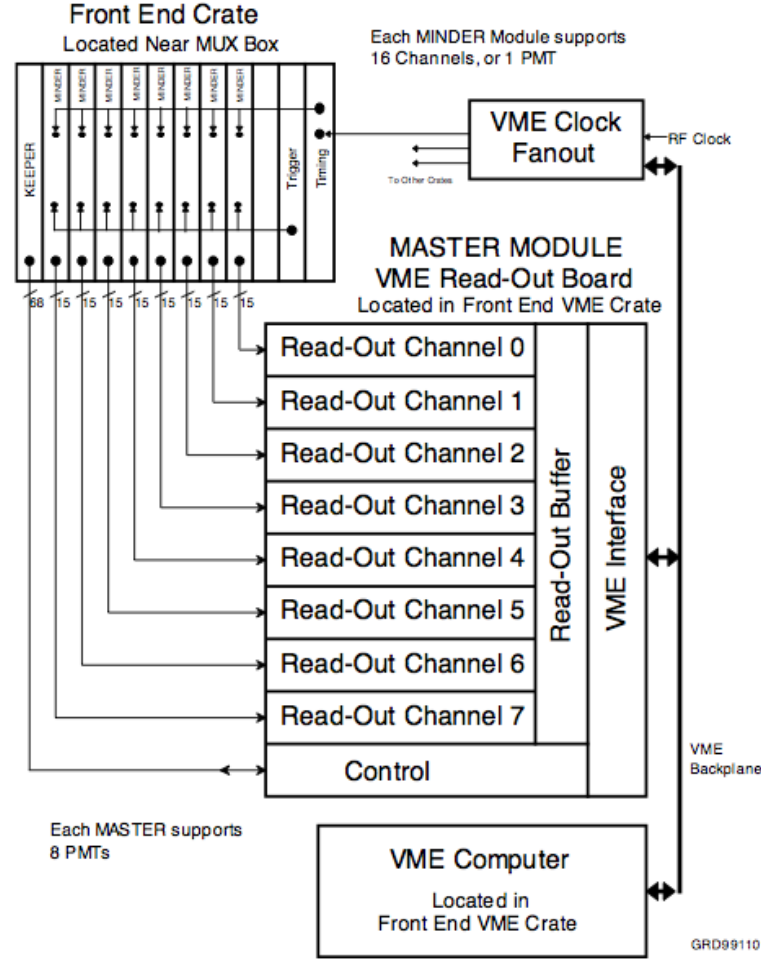 Front End Crate
Located Near MUX Box
Each MINDER Module supports
16 Channels, or 1 PMT
KEEPER
MINDER
MINDER
MINDER
MINDER
MINDER
MINDER
MINDER
MINDER
Trigger
Timing
VME Clock
Fanout
RF Clock
To Other Crates
68
15
15
15
15
15
15
15
15
MASTER MODULE
VME Read-Out Board
Located in Front End VME Crate
Read-Out Channel 0
Read-Out Channel 1
Read-Out Channel 2
Read-Out Channel 3
Read-Out Channel 4
Read-Out Channel 5
Read-Out Channel 6
Read-Out Channel 7
Control
Read-Out Buffer
VME Interface
VME
Backplane
Each MASTER supports
8 PMTs
VME Computer
Located in
Front End VME Crate
GRD99110